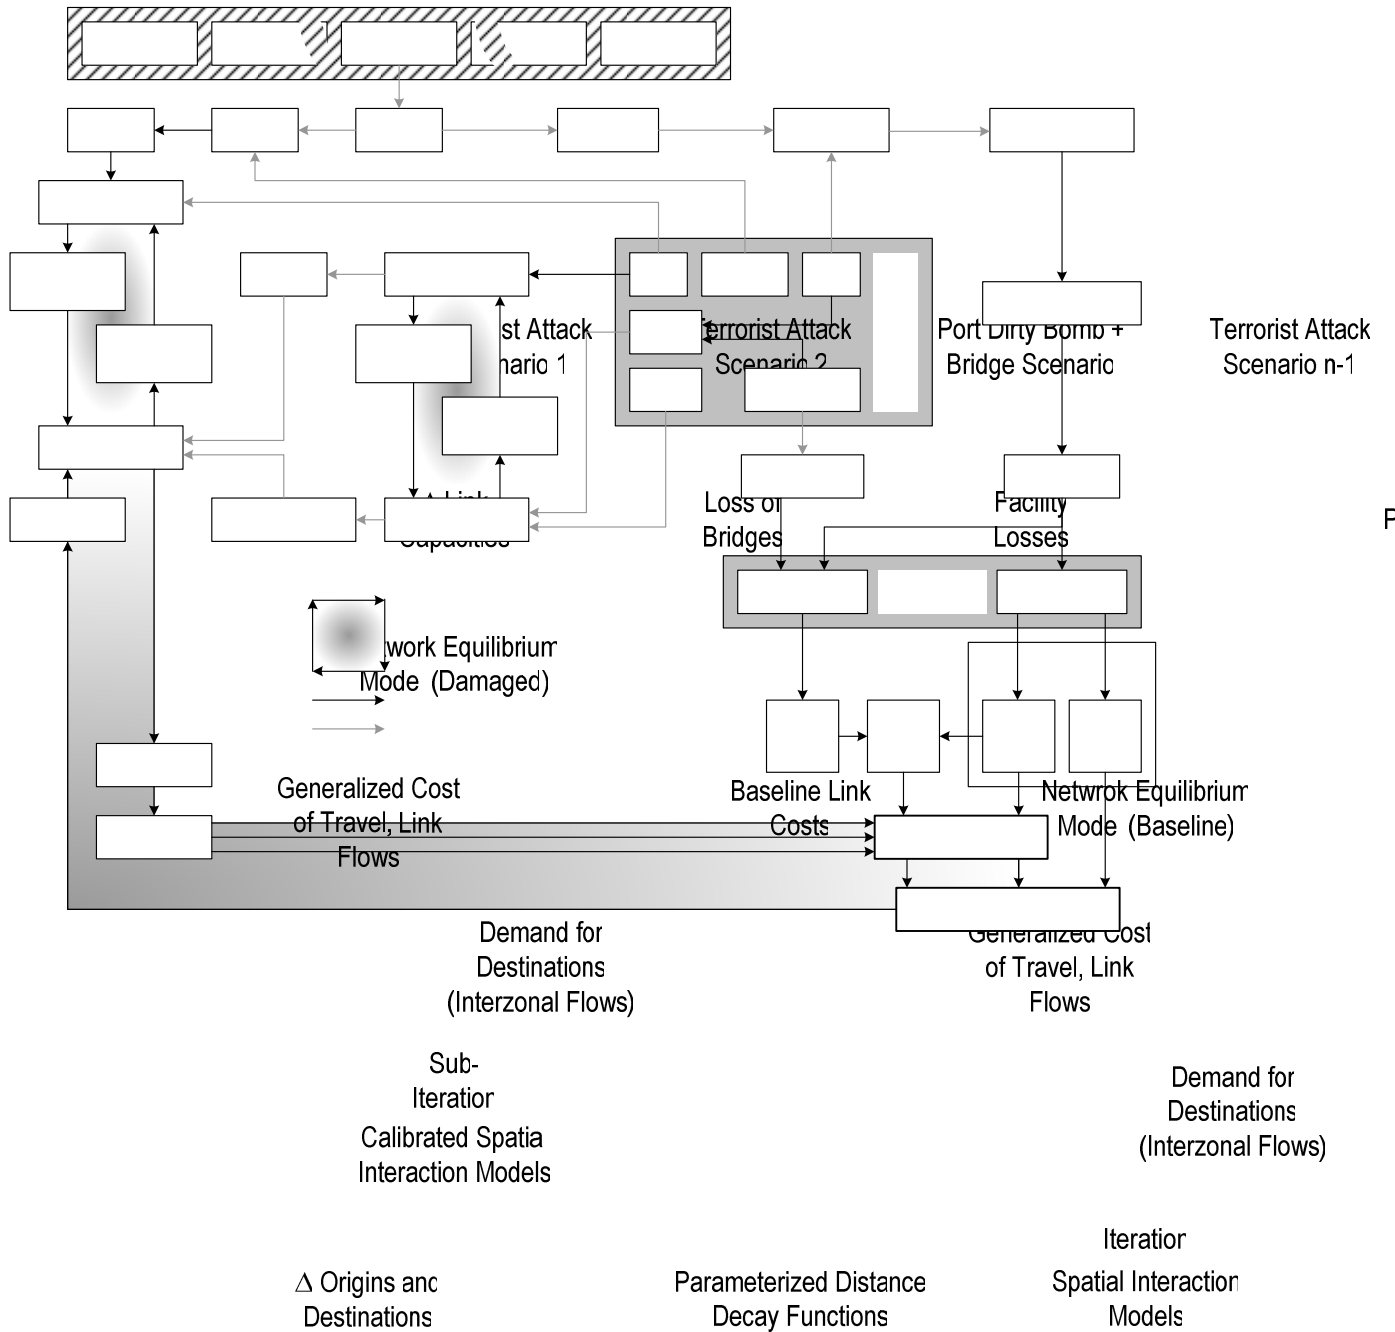 st Attack
nario 1
Terrorist Attack
Scenario 2
Port Dirty Bomb +
Bridge Scenario
Terrorist Attack
Scenario n-1
Δ Link
Capacities
Loss of
Bridges
Facility
Losses
P
work Equilibrium
Mode (Damaged)
Generalized Cost
of Travel, Link
Flows
Baseline Link
Costs
Netwrok Equilibrium
Mode (Baseline)
Demand for
Destinations
(Interzonal Flows)
Generalized Cost
of Travel, Link
Flows
Sub-
Iteration
Calibrated Spatia
Interaction Models
Demand for
Destinations
(Interzonal Flows)
Iteration
Δ Origins and
Destinations
Parameterized Distance
Decay Functions
Spatial Interaction
Models